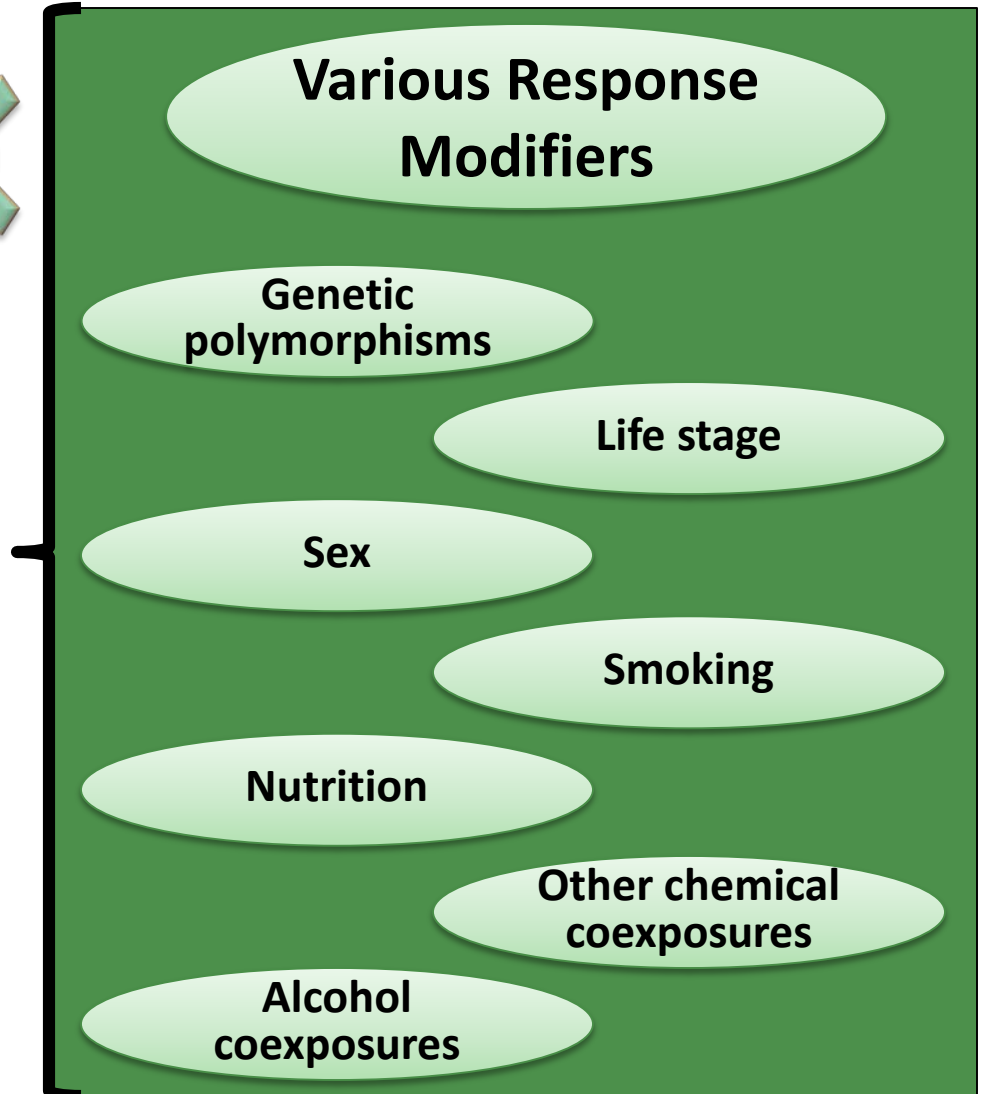 Various Response
Modifiers
Genetic
polymorphisms
Life stage
Sex
Smoking
Nutrition
Other chemical
coexposures
Alcohol
coexposures